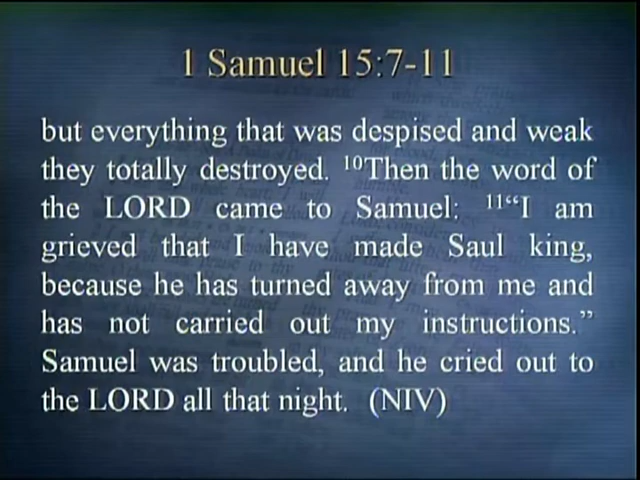 1 Samuel 15:7-11
but everything that was despised and weak
they totally destroyed. ¹⁰Then the word of
the LORD came to Samuel: ¹¹“I am
grieved that I have made Saul king,
because he has turned away from me and
has not carried out my instructions.”
Samuel was troubled, and he cried out to
the LORD all that night. (NIV)